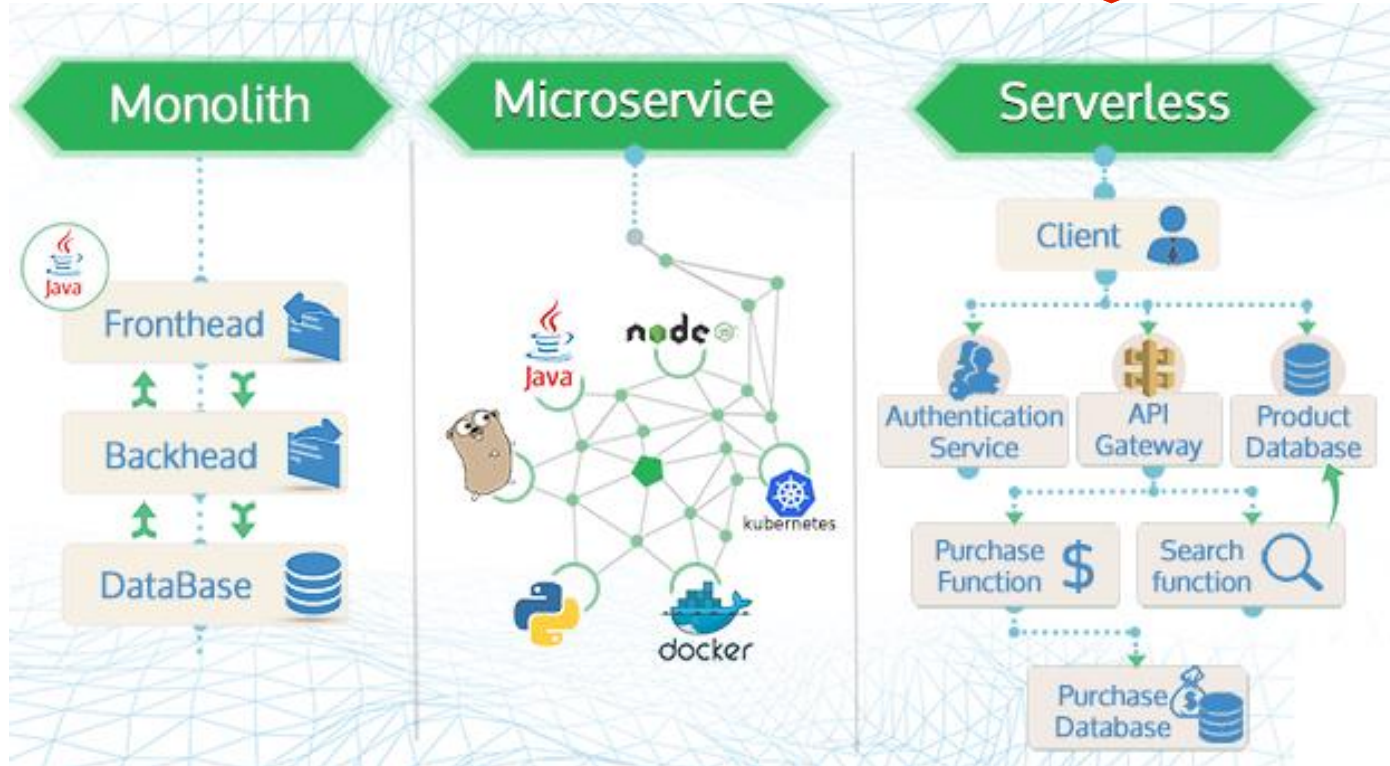 Monolith
Java
Fronthead
Backhead
DataBase
Microservice
Java
node
kubernetes
docker
Serverless
Client
Authentication
Service
API
Gateway
Product
Database
Purchase
Function
$
Search
function
Purchase
Database
$